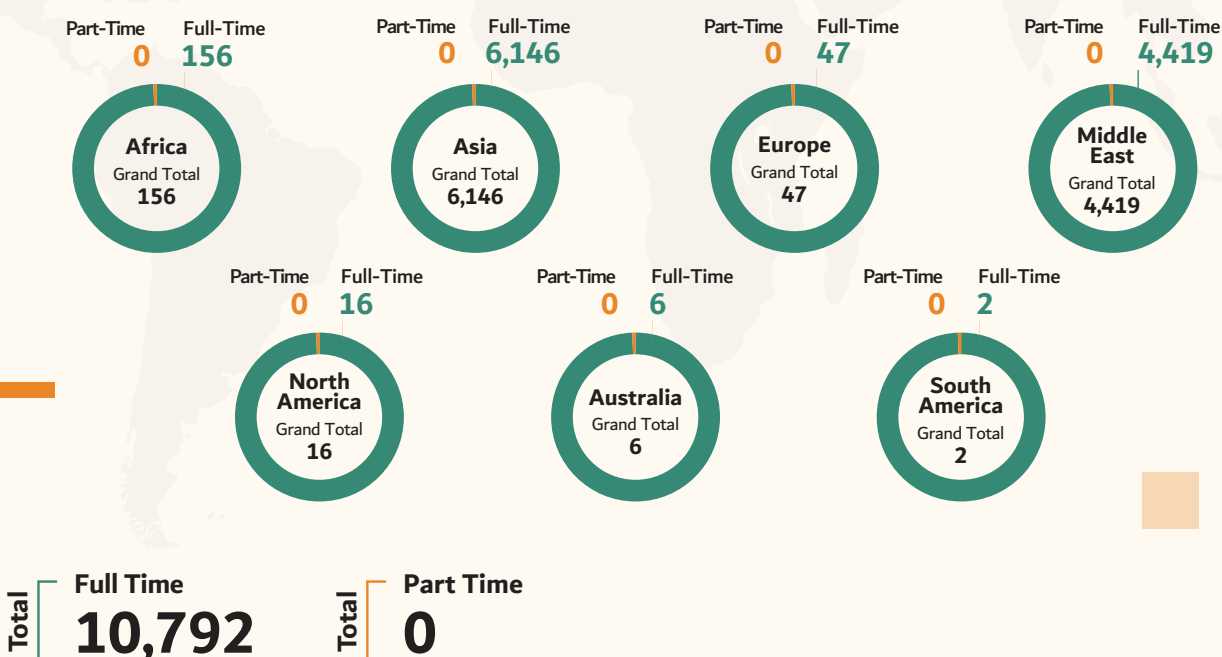 Part-Time Full-Time
0 156
Africa
Grand Total
156
Part-Time Full-Time
0 6,146
Asia
Grand Total
6,146
Part-Time Full-Time
0 47
Europe
Grand Total
47
Part-Time Full-Time
0 4,419
Middle
East
Grand Total
4,419
Part-Time Full-Time
0 16
North
America
Grand Total
16
Part-Time Full-Time
0 6
Australia
Grand Total
6
Part-Time Full-Time
0 2
South
America
Grand Total
2
Total
Full Time
10,792
Total
Part Time
0